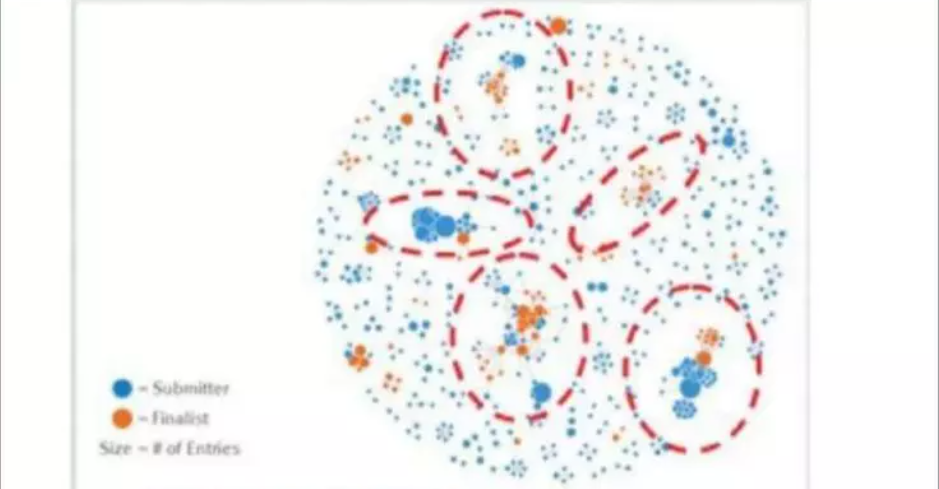 = Submitter
= Finalist
Size = # of Entries